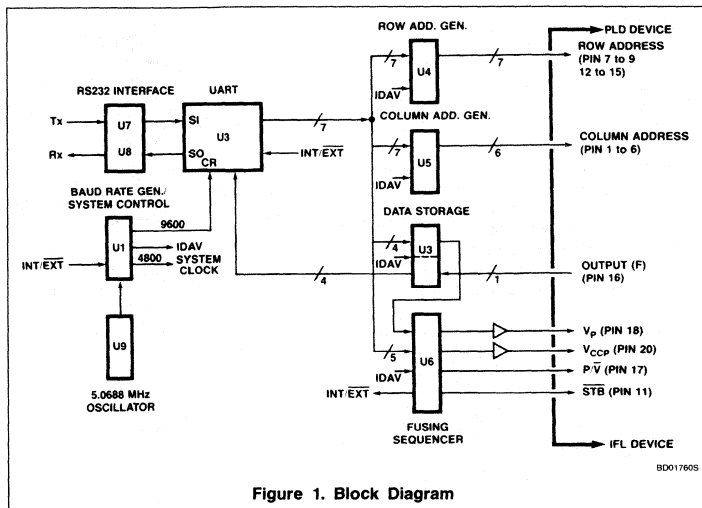 ROW ADD. GEN.
PLD DEVICE
7
U4
7
ROW ADDRESS
(PIN 7 to 9
12 to 15)
IDAV
RS232 INTERFACE
UART
COLUMN ADD. GEN.
Tx
U7
SI
U3
7
7
U5
6
COLUMN ADDRESS
(PIN 1 to 6)
Rx
U8
SO
CR
INT/EXT
IDAV
BAUD RATE GEN./
SYSTEM CONTROL
DATA STORAGE
9600
4
U3
U1
IDAV
IDAV
INT/EXT
4800
SYSTEM
CLOCK
4
1
OUTPUT (F)
(PIN 16)
U9
VP (PIN 18)
5
U6
VCCP (PIN 20)
IDAV
P/V (PIN 17)
5.0688 MHz
OSCILLATOR
INT/EXT
STB (PIN 11)
FUSING
SEQUENCER
IFL DEVICE
BD01760S
Figure 1. Block Diagram